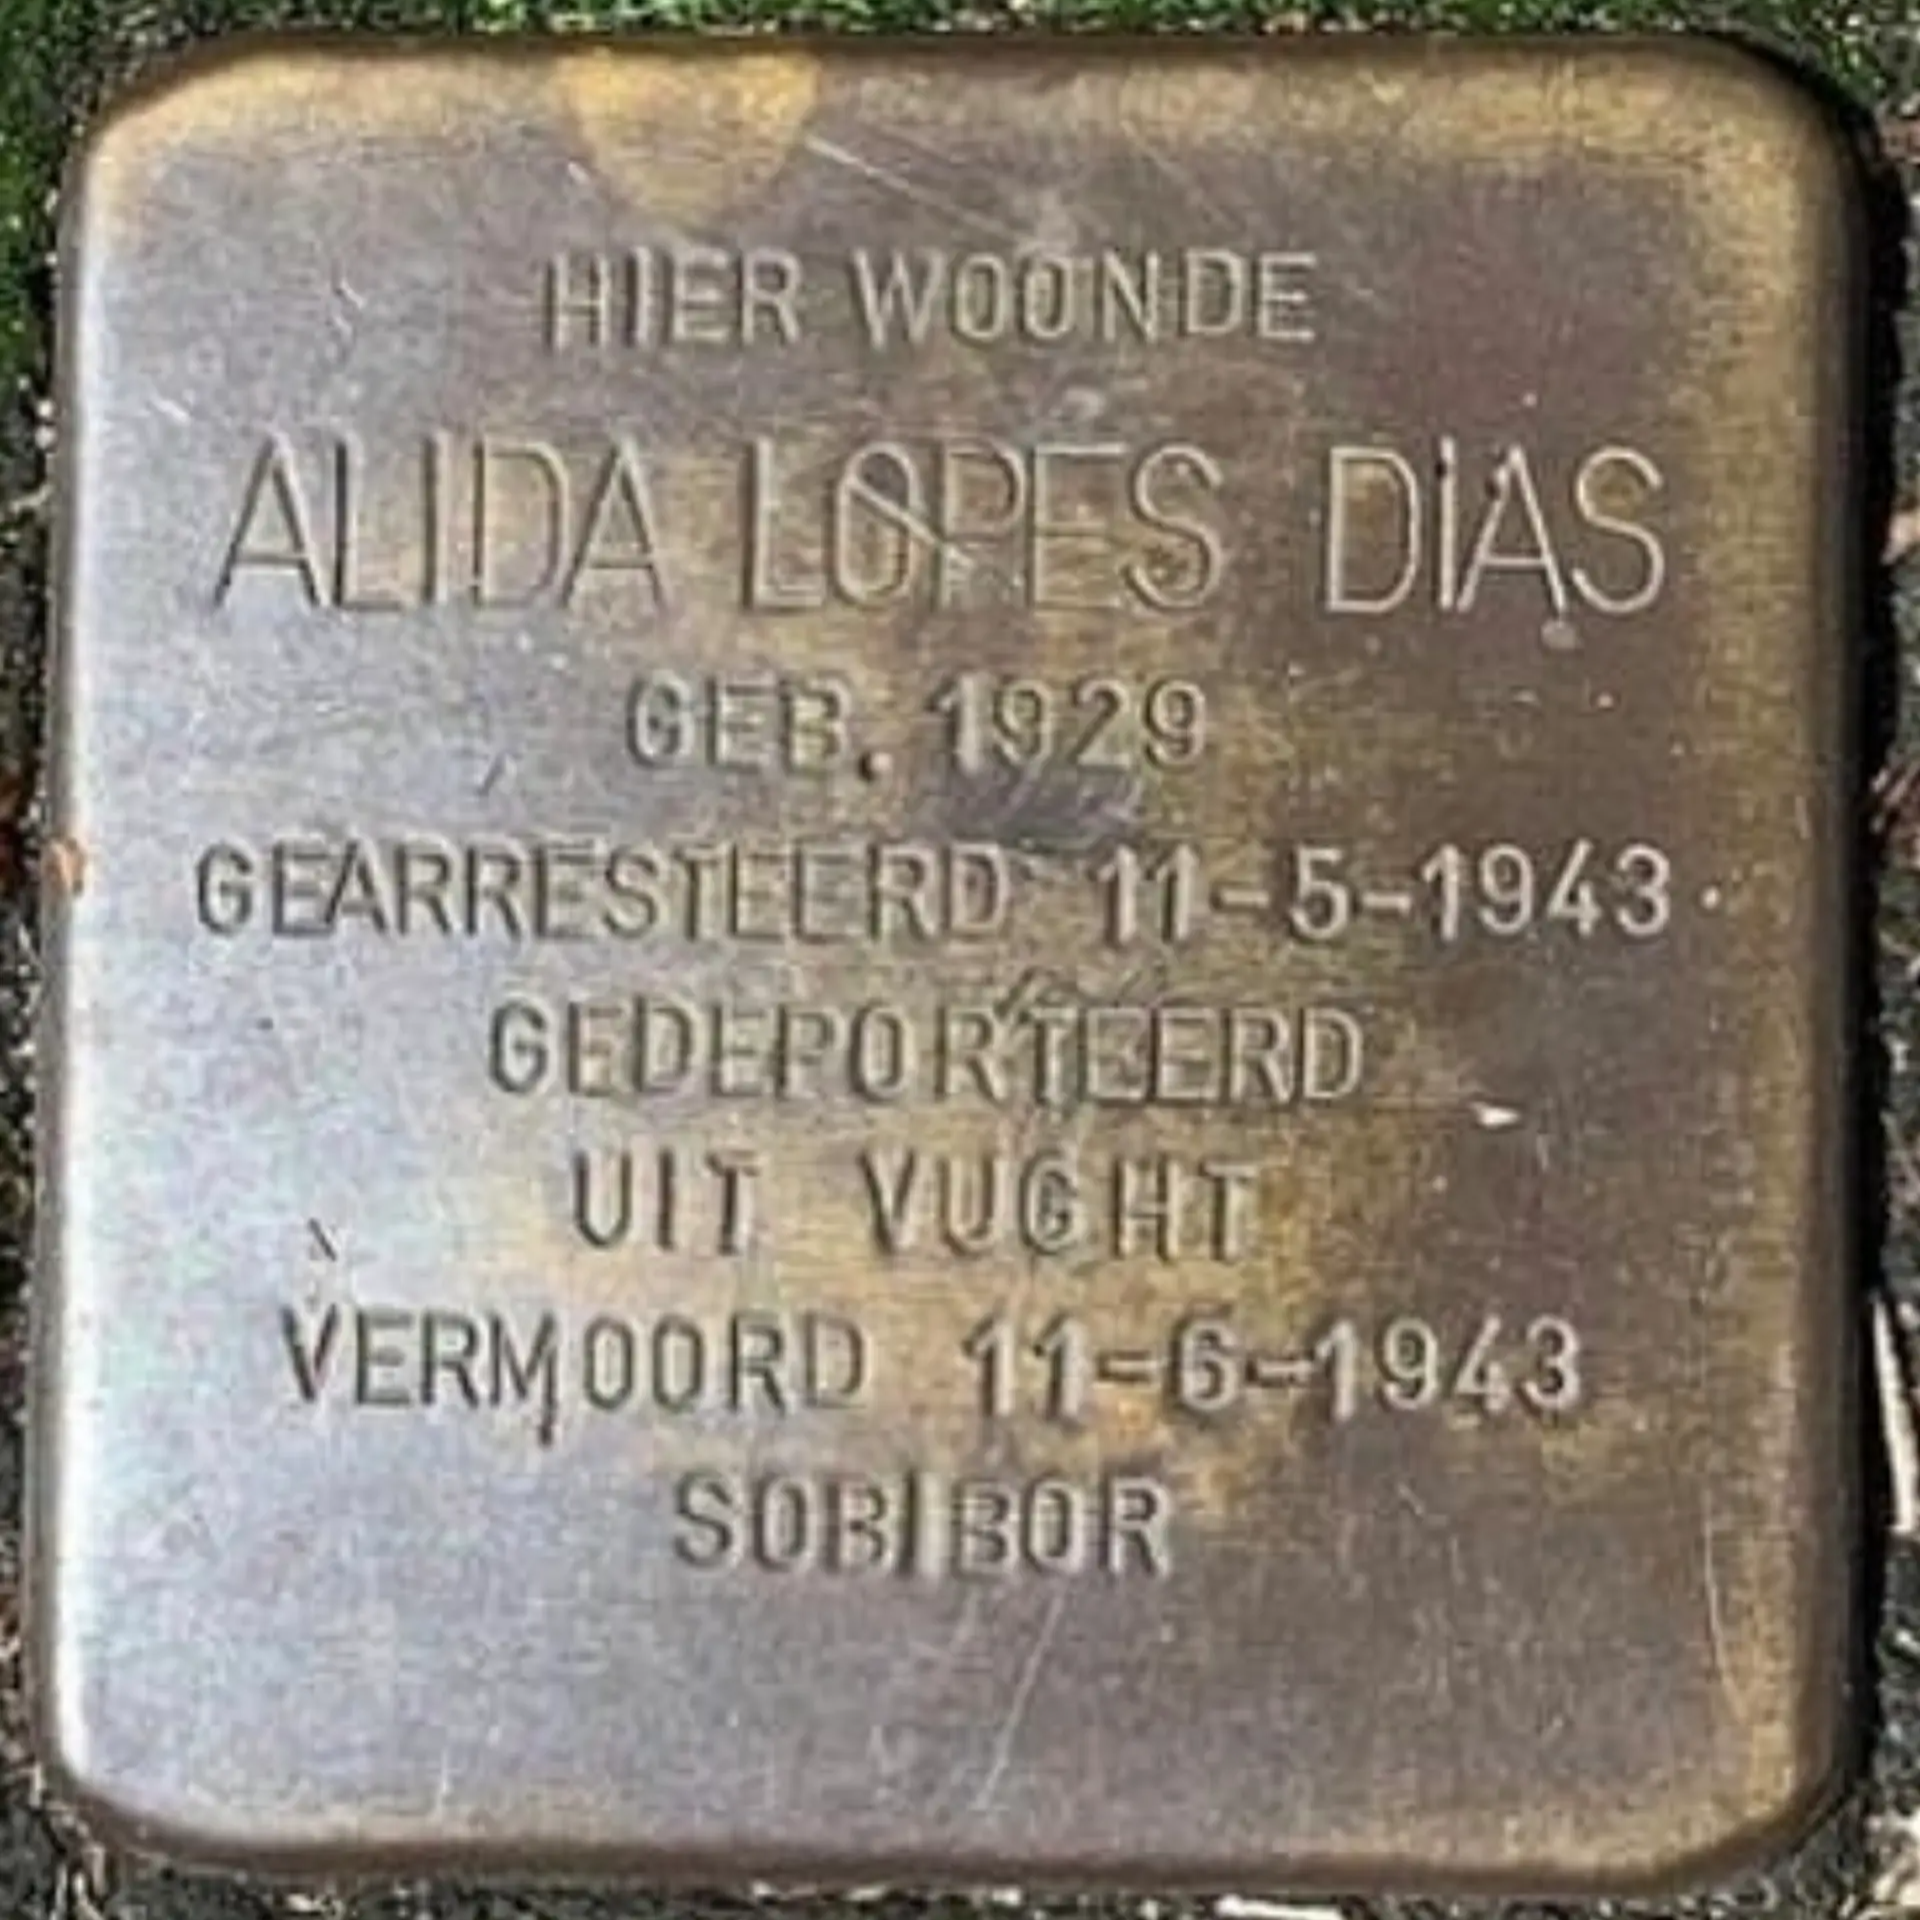 HIER WOONDE
ALIDA LOPES DIAS
GEB. 1929
GEARRESTEERD 11-5-1943
GEDEPORTEERD
UIT VUGHT
VERMOORD 11-6-1943
SOBIBOR